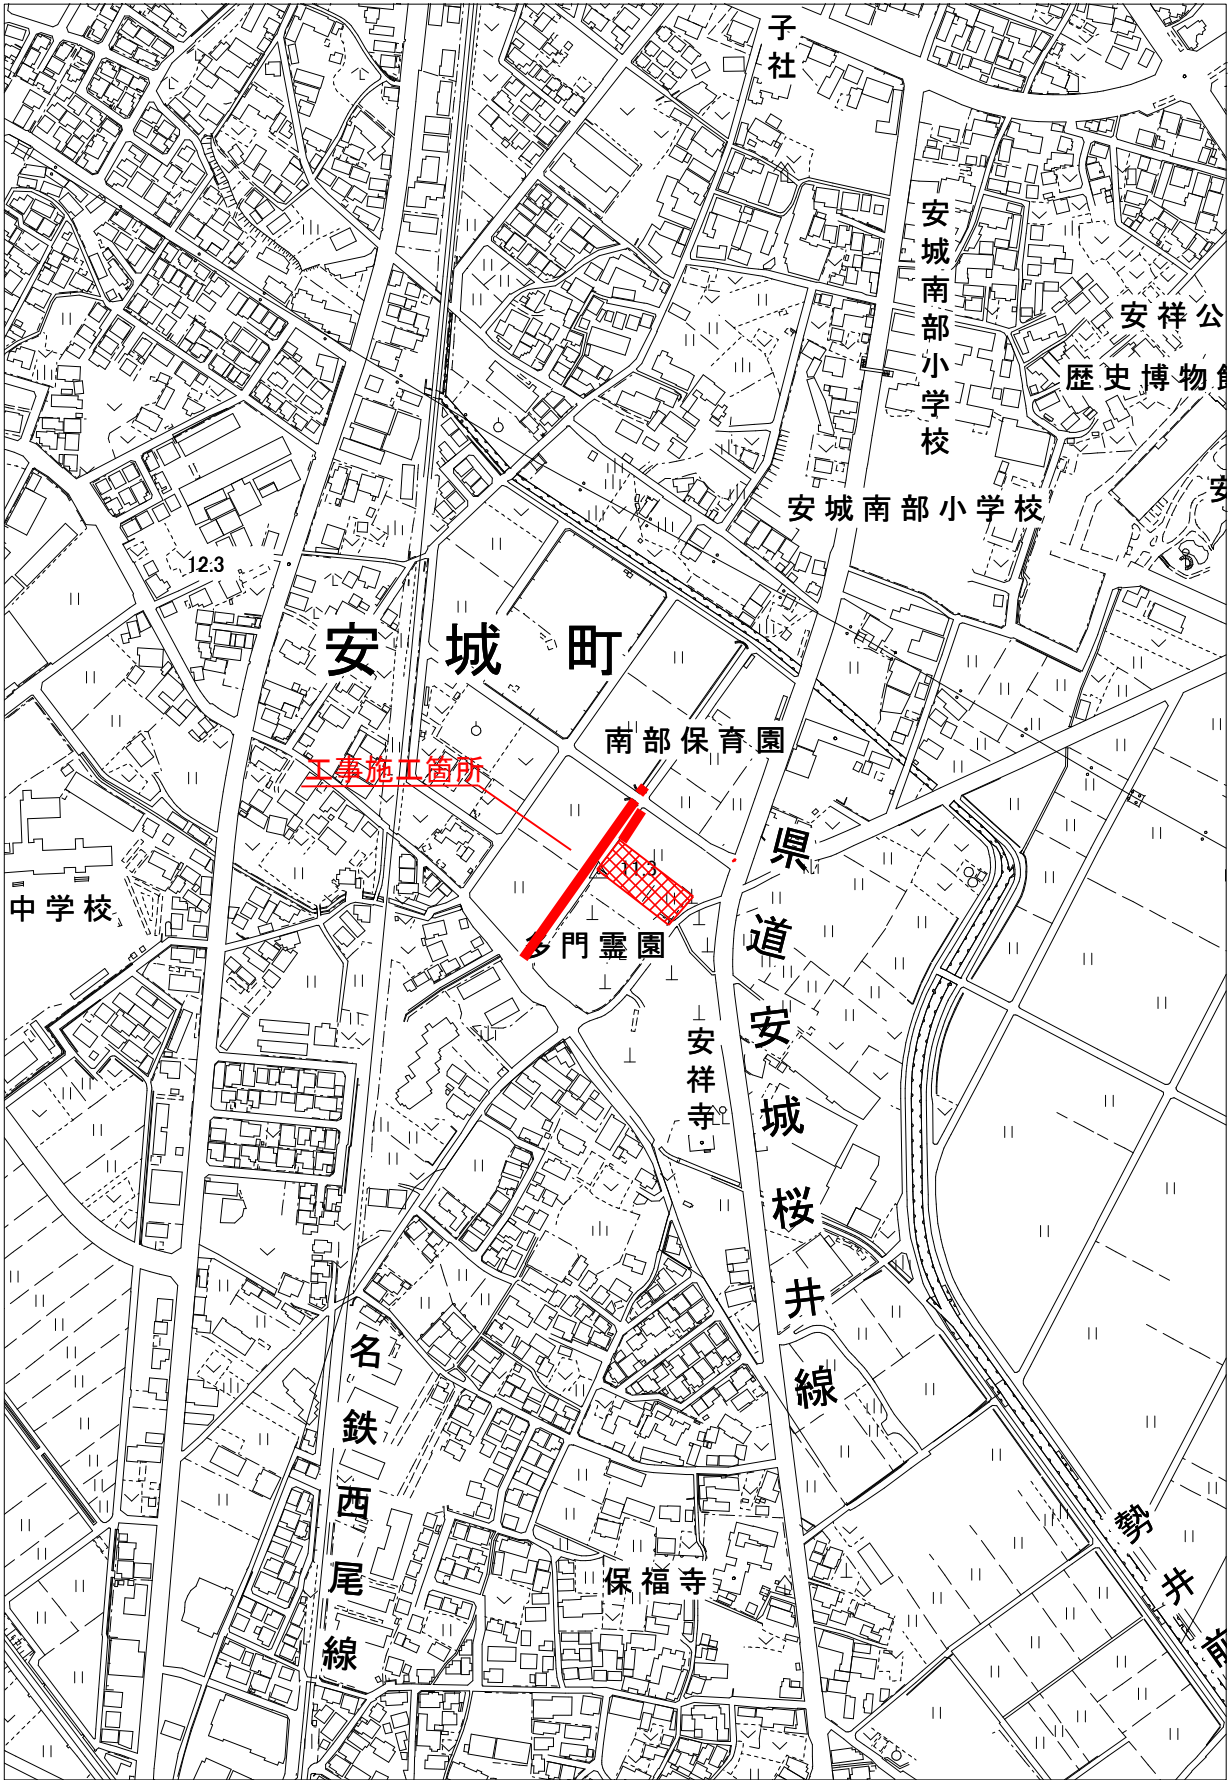 子社
安城南部小学校
安祥公
歴史博物館
安城南部小学校
安
12.3
安城町
南部保育園
工事施工箇所
11.3
中学校
多門霊園
県道安城桜井線
安祥寺
名鉄西尾線
保福寺
勢井前